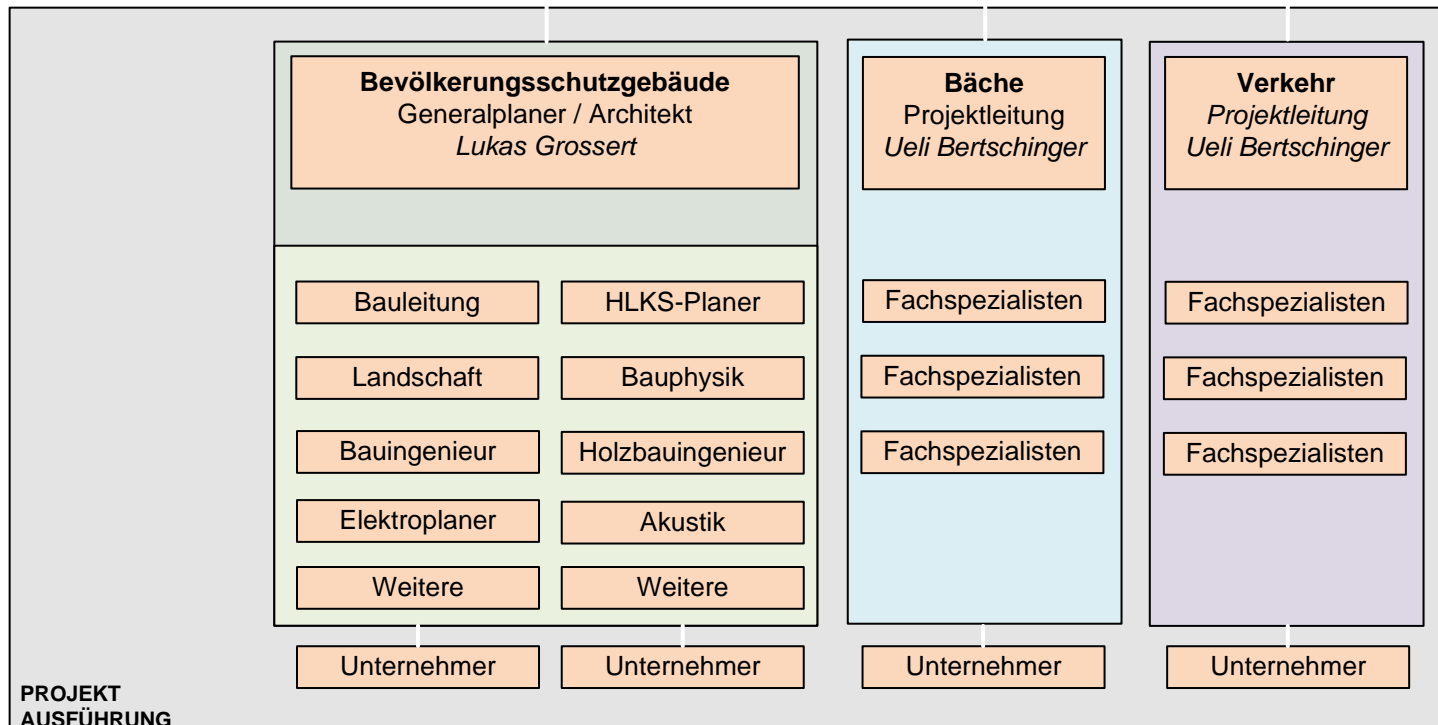 Bevölkerungsschutzgebäude
Generalplaner / Architekt
Lukas Grossert
Bäche
Projektleitung
Ueli Bertschinger
Verkehr
Projektleitung
Ueli Bertschinger
Bauleitung
HLKS-Planer
Fachspezialisten
Fachspezialisten
Landschaft
Bauphysik
Fachspezialisten
Fachspezialisten
Bauingenieur
Holzbauingenieur
Fachspezialisten
Fachspezialisten
Elektroplaner
Akustik
Weitere
Weitere
Unternehmer
Unternehmer
Unternehmer
Unternehmer
PROJEKT
AUSFÜHRUNG